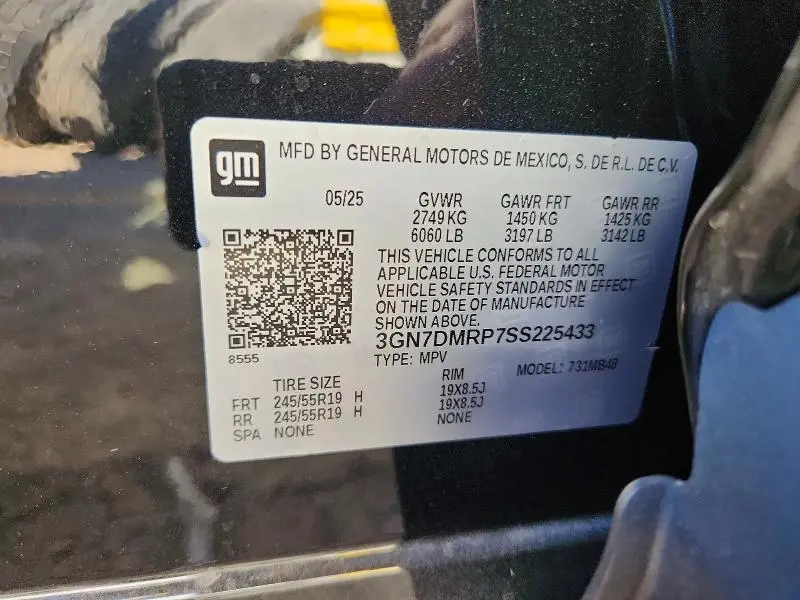 gm
MFD BY GENERAL MOTORS DE MEXICO, S. DE R.L. DE C.V.
05/25 GVWR GAWR FRT GAWR RR
2749 KG 1450 KG 1425 KG
6060 LB 3197 LB 3142 LB
THIS VEHICLE CONFORMS TO ALL
APPLICABLE U.S. FEDERAL MOTOR
VEHICLE SAFETY STANDARDS IN EFFECT
ON THE DATE OF MANUFACTURE
SHOWN ABOVE.
3GN7DMRP7SS225433
8555
TYPE: MPV MODEL: 731MB48
TIRE SIZE RIM
FRT 245/55R19 H 19X8.5J
RR 245/55R19 H 19X8.5J
SPA NONE NONE